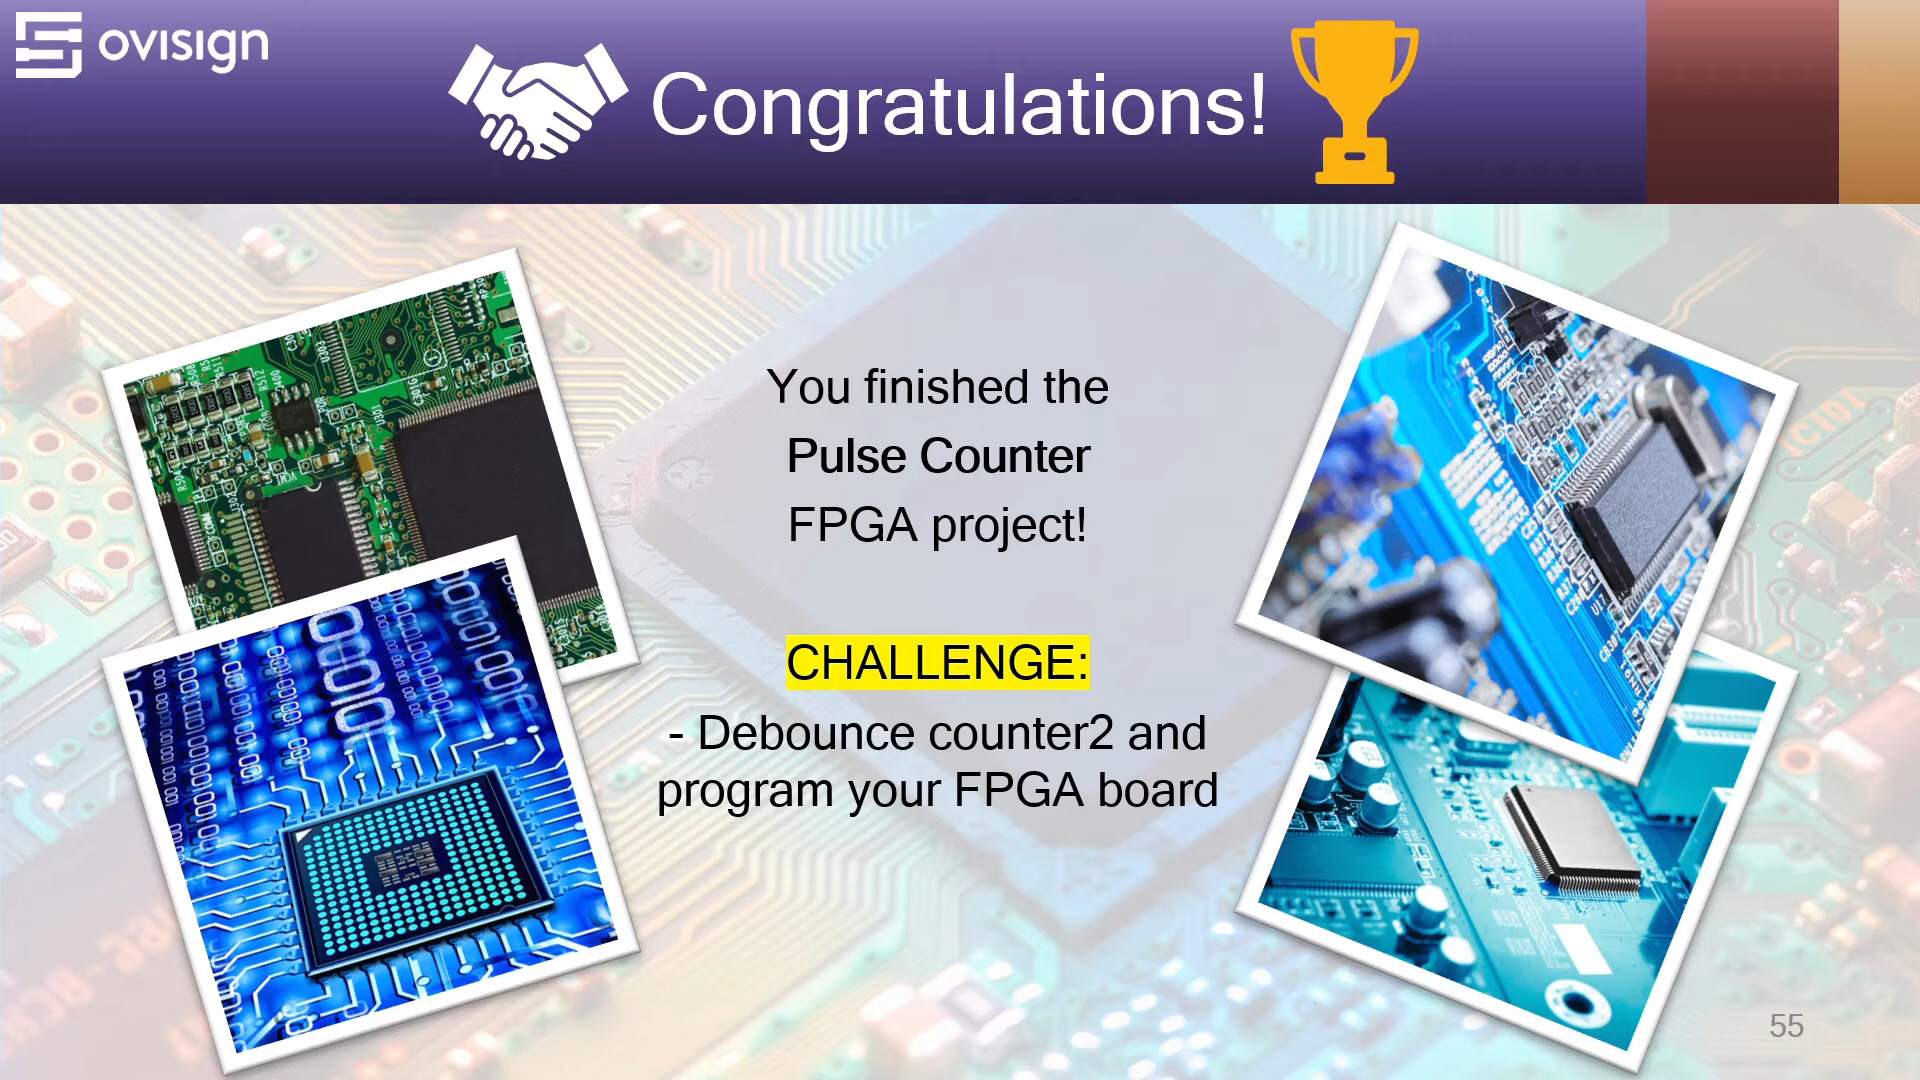 ovisign
Congratulations!
You finished the
Pulse Counter
FPGA project!
CHALLENGE:
- Debounce counter2 and
program your FPGA board
55